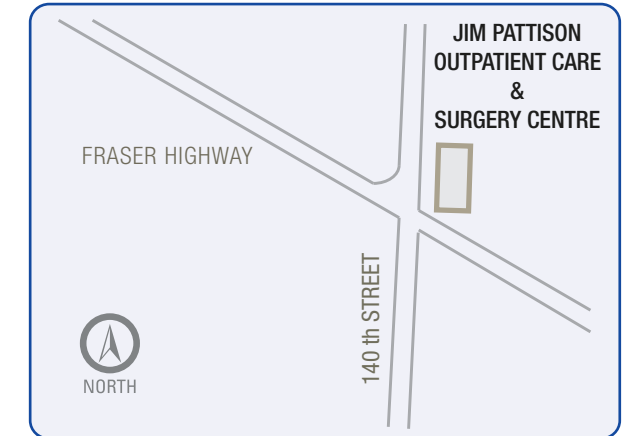 JIM PATTISON
OUTPATIENT CARE
&
SURGERY CENTRE
FRASER HIGHWAY
140 th STREET
NORTH